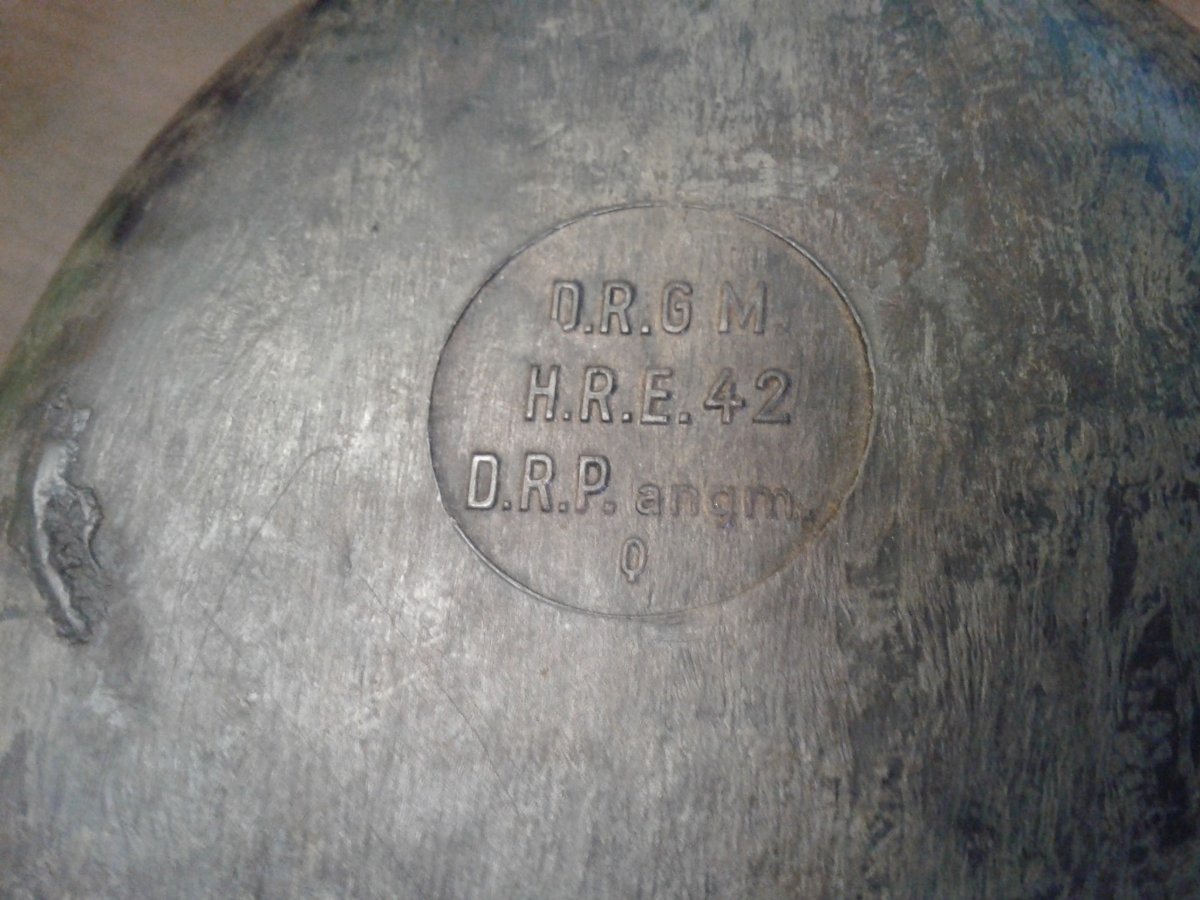 D.R.G M.
H.R.E.42
D.R.P. angm.
Q